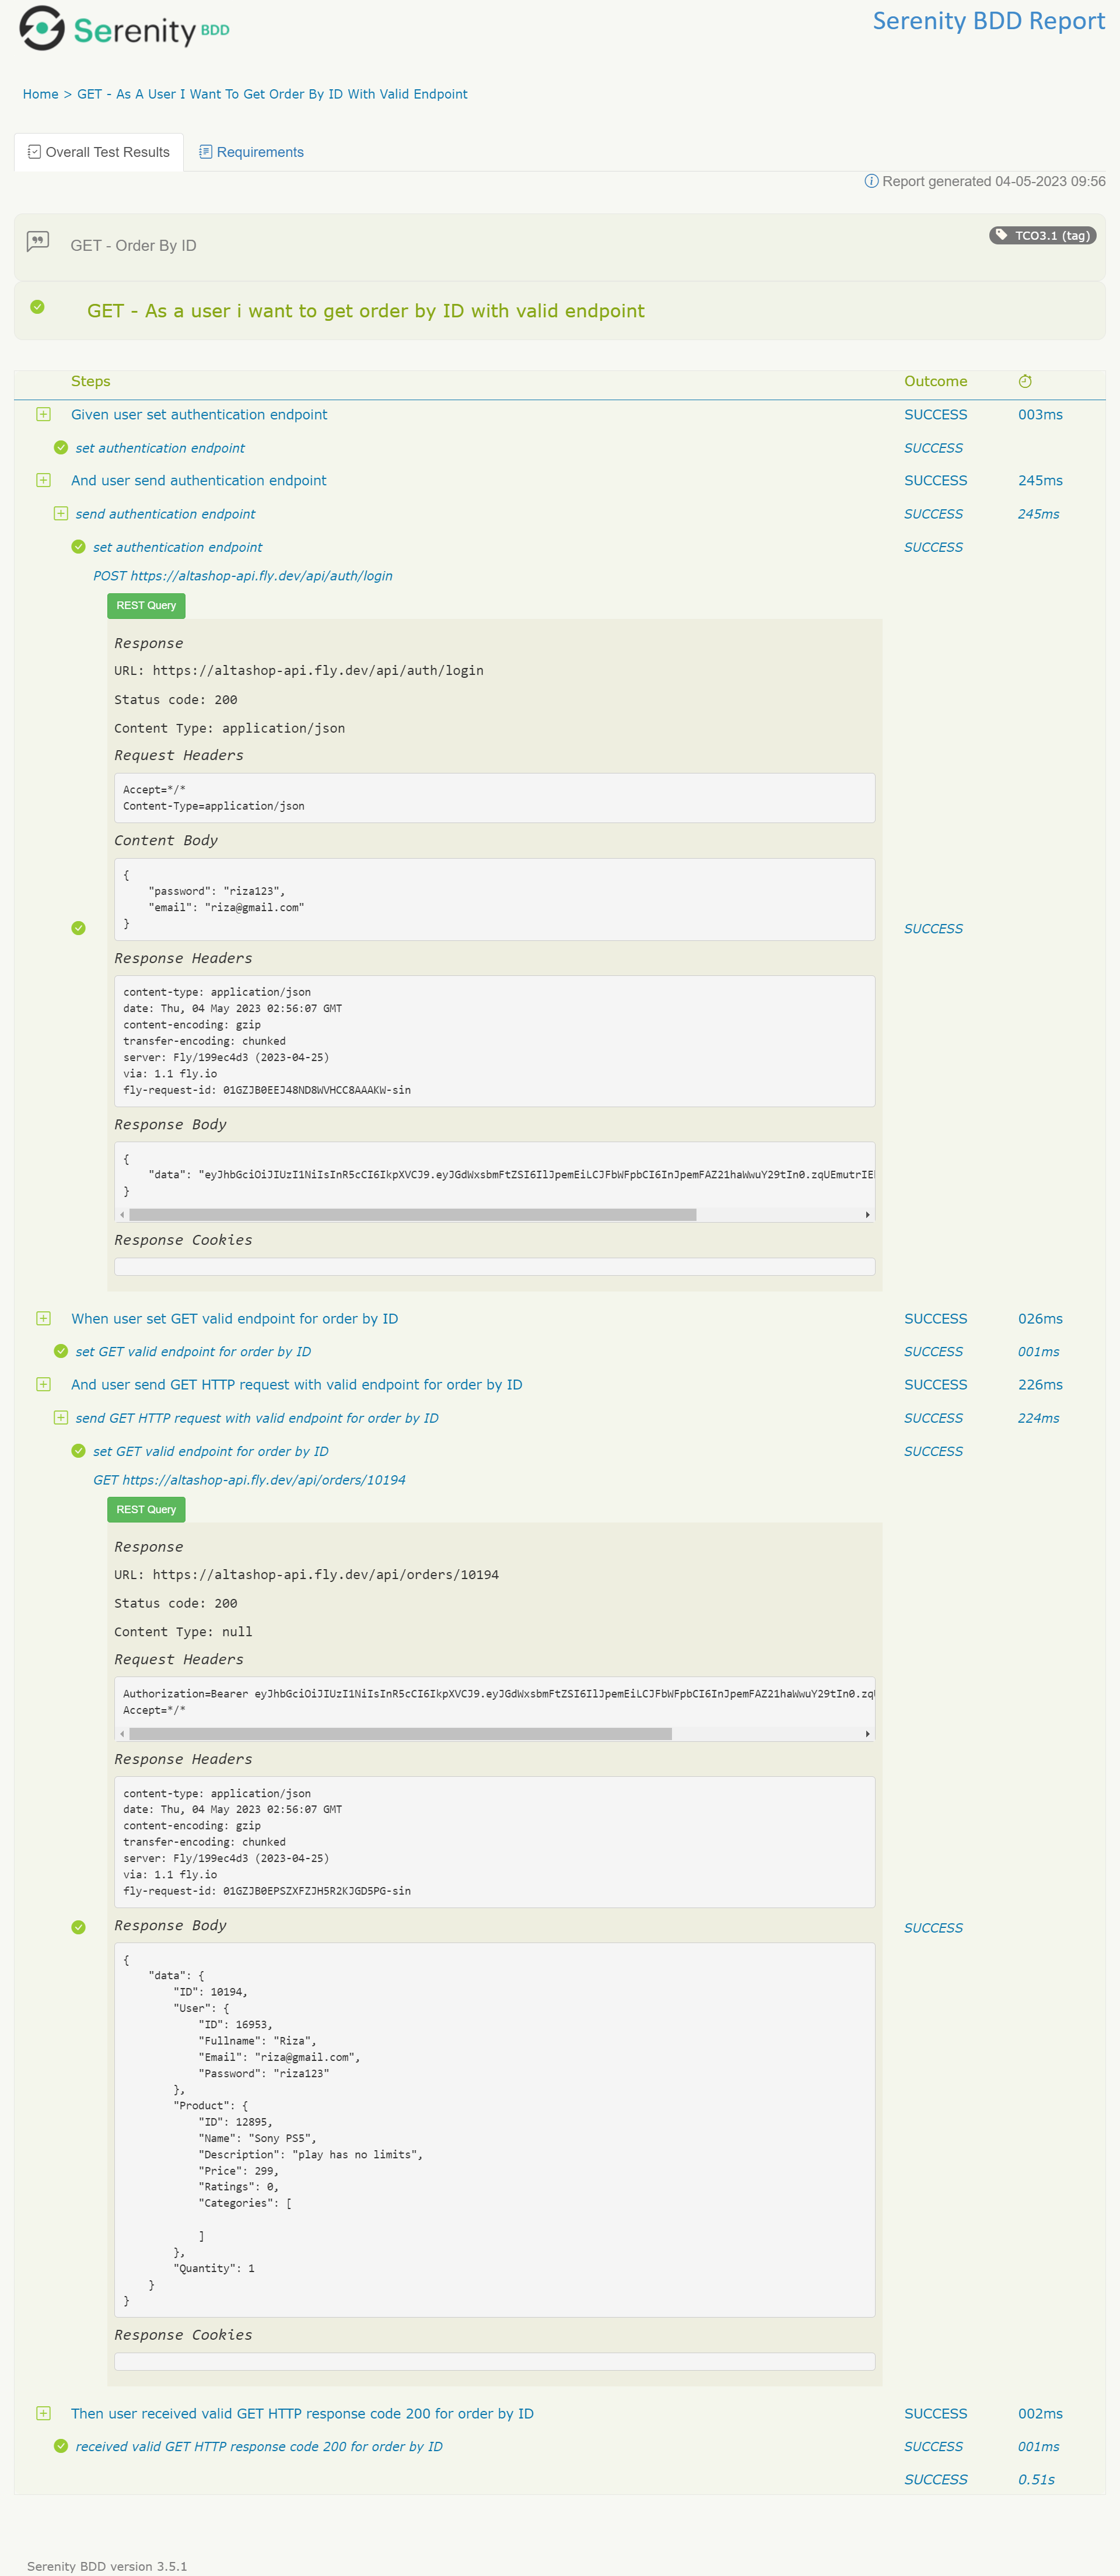 Serenity BDD
Serenity BDD Report
Home > GET - As A User I Want To Get Order By ID With Valid Endpoint
Overall Test Results
Requirements
Report generated 04-05-2023 09:56
GET - Order By ID
TCO3.1 (tag)
GET - As a user i want to get order by ID with valid endpoint
Steps Outcome
Given user set authentication endpoint SUCCESS 003ms
set authentication endpoint SUCCESS
And user send authentication endpoint SUCCESS 245ms
send authentication endpoint SUCCESS 245ms
set authentication endpoint SUCCESS
POST https://altashop-api.fly.dev/api/auth/login
REST Query
Response
URL: https://altashop-api.fly.dev/api/auth/login
Status code: 200
Content Type: application/json
Request Headers
Accept=*/*
Content-Type=application/json
Content Body
{
    "password": "riza123",
    "email": "riza@gmail.com"
}
SUCCESS
Response Headers
content-type: application/json
date: Thu, 04 May 2023 02:56:07 GMT
content-encoding: gzip
transfer-encoding: chunked
server: Fly/199ec4d3 (2023-04-25)
via: 1.1 fly.io
fly-request-id: 01GZJB0EEJ48ND8WVHCC8AAAKW-sin
Response Body
{
    "data": "eyJhbGciOiJIUzI1NiIsInR5cCI6IkpXVCJ9.eyJGdWxsbmFtZSI6IlJpemEiLCJFbWFpbCI6InJpemFAZ21haWwuY29tIn0.zqUEmutrIE
}
Response Cookies
When user set GET valid endpoint for order by ID SUCCESS 026ms
set GET valid endpoint for order by ID SUCCESS 001ms
And user send GET HTTP request with valid endpoint for order by ID SUCCESS 226ms
send GET HTTP request with valid endpoint for order by ID SUCCESS 224ms
set GET valid endpoint for order by ID SUCCESS
GET https://altashop-api.fly.dev/api/orders/10194
REST Query
Response
URL: https://altashop-api.fly.dev/api/orders/10194
Status code: 200
Content Type: null
Request Headers
Authorization=Bearer eyJhbGciOiJIUzI1NiIsInR5cCI6IkpXVCJ9.eyJGdWxsbmFtZSI6IlJpemEiLCJFbWFpbCI6InJpemFAZ21haWwuY29tIn0.zq
Accept=*/*
Response Headers
content-type: application/json
date: Thu, 04 May 2023 02:56:07 GMT
content-encoding: gzip
transfer-encoding: chunked
server: Fly/199ec4d3 (2023-04-25)
via: 1.1 fly.io
fly-request-id: 01GZJB0EPSZXFZJH5R2KJGD5PG-sin
Response Body
SUCCESS
{
    "data": {
        "ID": 10194,
        "User": {
            "ID": 16953,
            "Fullname": "Riza",
            "Email": "riza@gmail.com",
            "Password": "riza123"
        },
        "Product": {
            "ID": 12895,
            "Name": "Sony PS5",
            "Description": "play has no limits",
            "Price": 299,
            "Ratings": 0,
            "Categories": [
            ]
        },
        "Quantity": 1
    }
}
Response Cookies
Then user received valid GET HTTP response code 200 for order by ID SUCCESS 002ms
received valid GET HTTP response code 200 for order by ID SUCCESS 001ms
SUCCESS 0.51s
Serenity BDD version 3.5.1